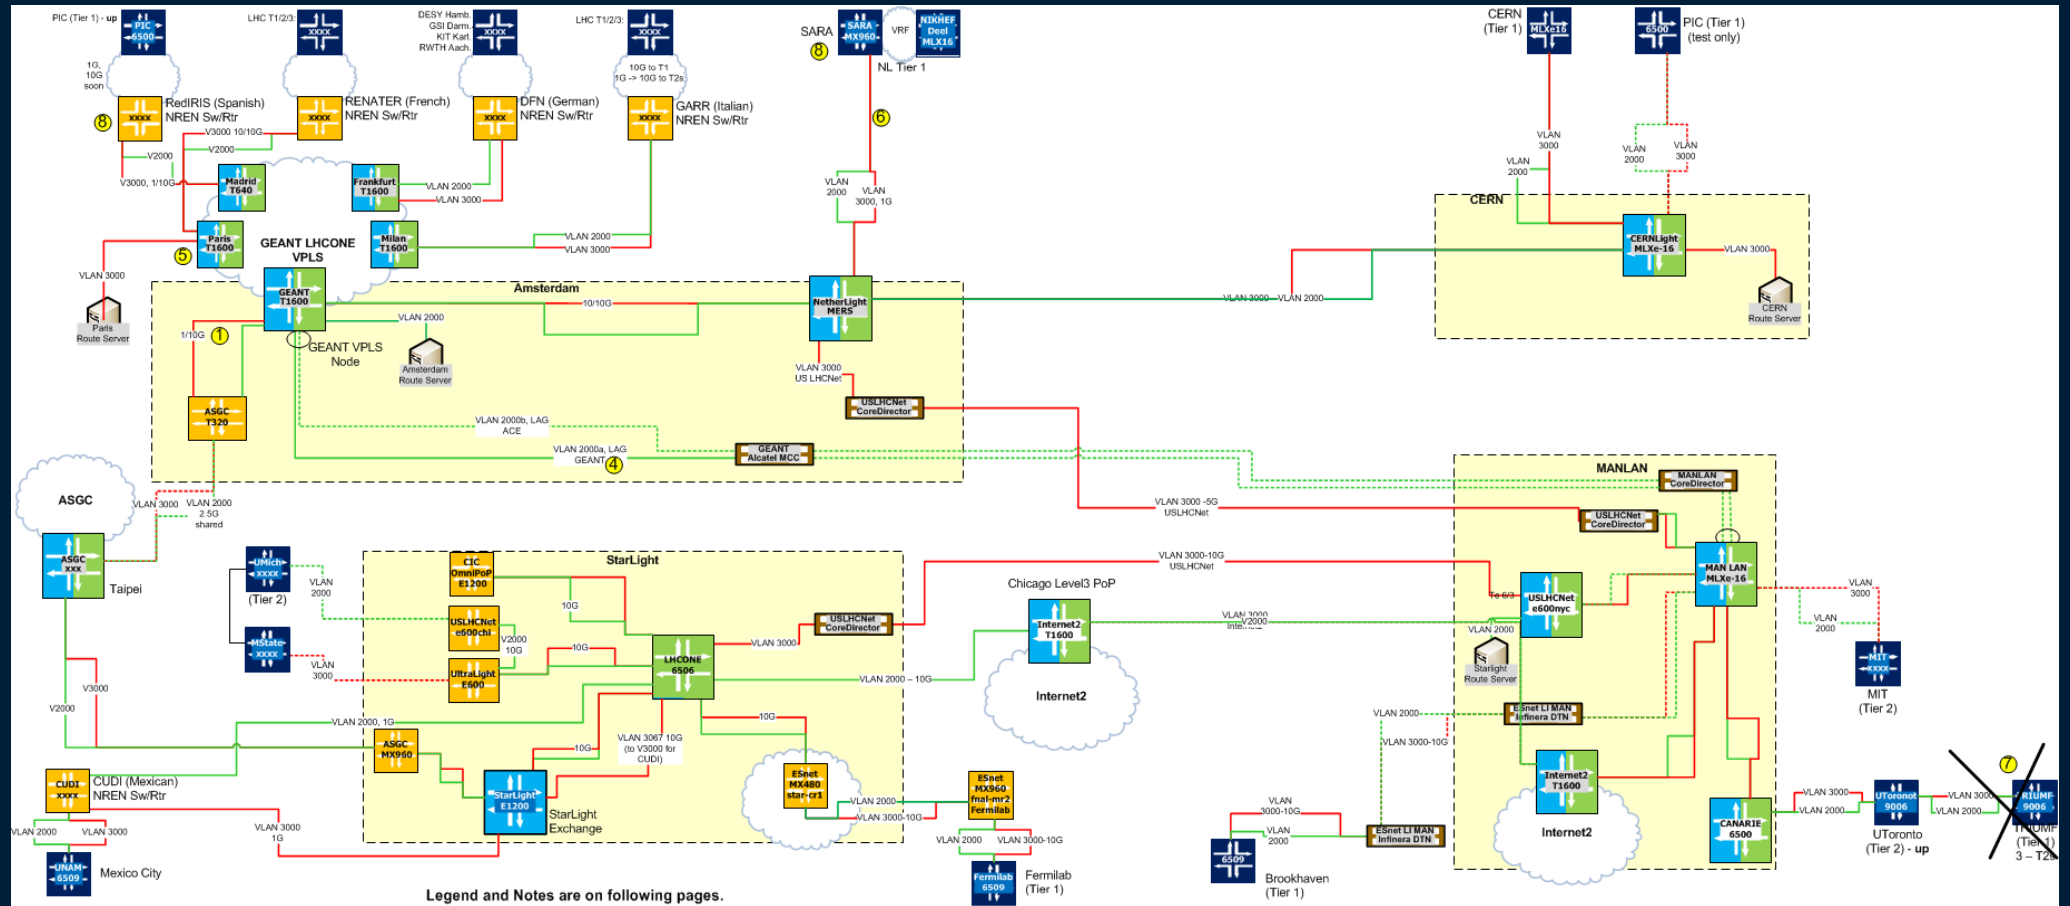 PIC (Tier 1) - up
PIC
6500
LHC T1/2/3:
xxxx
DESY Hamb.
GSI Darm.
KIT Karl.
RWTH Aach.
xxxx
LHC T1/2/3:
xxxx
SARA
SARA
MX960
8
VRF
NIKHEF
Deel
MLX16
NL Tier 1
CERN
(Tier 1)
MLXe16
6500
PIC (Tier 1)
(test only)
1G,
10G
soon
10G to T1
1G -> 10G to T2s
8
xxxx
RedIRIS (Spanish)
NREN Sw/Rtr
xxxx
RENATER (French)
NREN Sw/Rtr
xxxx
DFN (German)
NREN Sw/Rtr
xxxx
GARR (Italian)
NREN Sw/Rtr
6
V3000 10/10G
V2000
V2000
V3000, 1/10G
Madrid
T640
Frankfurt
T1600
VLAN 2000
VLAN 3000
VLAN
2000
VLAN
3000, 1G
VLAN
3000
VLAN
2000
VLAN
2000
VLAN
3000
Paris
T1600
5
GEANT LHCONE
VPLS
Milan
T1600
VLAN 2000
VLAN 3000
CERN
CERNLight
MLXe-16
VLAN 3000
CERN
Route Server
VLAN 3000
Paris
Route Server
Amsterdam
GEANT
T1600
10/10G
NetherLight
MERS
VLAN 3000
VLAN 2000
1/10G
1
GEANT VPLS
Node
VLAN 2000
Amsterdam
Route Server
VLAN 3000
US LHCNet
USLHCNet
CoreDirector
ASGC
T320
VLAN 2000b, LAG
ACE
VLAN 2000a, LAG
GEANT
4
GEANT
Alcatel MCC
MANLAN
MANLAN
CoreDirector
ASGC
VLAN 3000
VLAN 2000
2.5G
shared
VLAN 3000 -5G
USLHCNet
USLHCNet
CoreDirector
ASGC
xxx
Taipei
UMich
xxxx
(Tier 2)
VLAN
2000
MState
xxxx
VLAN
3000
StarLight
CIC
OmniPoP
E1200
10G
USLHCNet
e600chi
V2000
10G
UltraLight
E600
10G
LHCONE
6506
VLAN 3000
USLHCNet
CoreDirector
VLAN 3000-10G
USLHCNet
Chicago Level3 PoP
Internet2
T1600
Internet2
VLAN 2000 – 10G
VLAN 3000
V2000
To 6/3
USLHCNet
e600nyc
VLAN 2000
Starlight
Route Server
MAN LAN
MLXe-16
VLAN
3000
VLAN
2000
MIT
xxxx
MIT
(Tier 2)
V3000
V2000
VLAN 2000, 1G
ASGC
MX960
10G
VLAN 3067 10G
(to V3000 for
CUDI)
10G
StarLight
E1200
StarLight
Exchange
ESnet
MX480
star-cr1
VLAN 2000
VLAN 3000-10G
ESnet
MX960
fnal-mr2
Fermilab
VLAN 2000
VLAN 3000-10G
Fermilab
6509
Fermilab
(Tier 1)
CUDI
xxxx
CUDI (Mexican)
NREN Sw/Rtr
VLAN 2000
VLAN 3000
UNAM
6509
Mexico City
VLAN 3000
1G
VLAN 2000
VLAN 3000-10G
ESnet LI MAN
Infinera DTN
Internet2
T1600
Internet2
VLAN
3000-10G
VLAN
2000
ESnet LI MAN
Infinera DTN
6509
Brookhaven
(Tier 1)
CANARIE
6500
VLAN 3000
VLAN 2000
UToronot
9006
UToronto
(Tier 2) - up
VLAN 3000
VLAN 2000
7
TRIUMF
9006
TRIUMF
(Tier 1)
3 – T2s
Legend and Notes are on following pages.